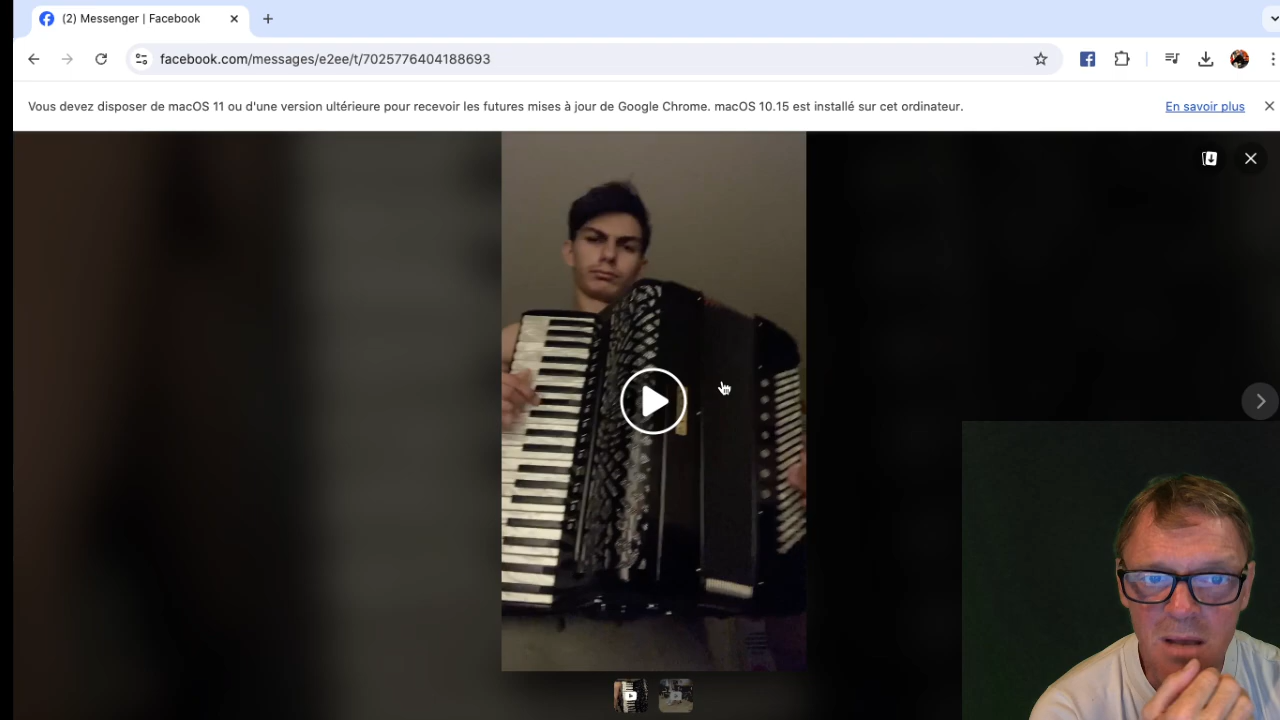 (2) Messenger | Facebook
facebook.com/messages/e2ee/t/7025776404188693
Vous devez disposer de macOS 11 ou d'une version ultérieure pour recevoir les futures mises à jour de Google Chrome. macOS 10.15 est installé sur cet ordinateur.
En savoir plus